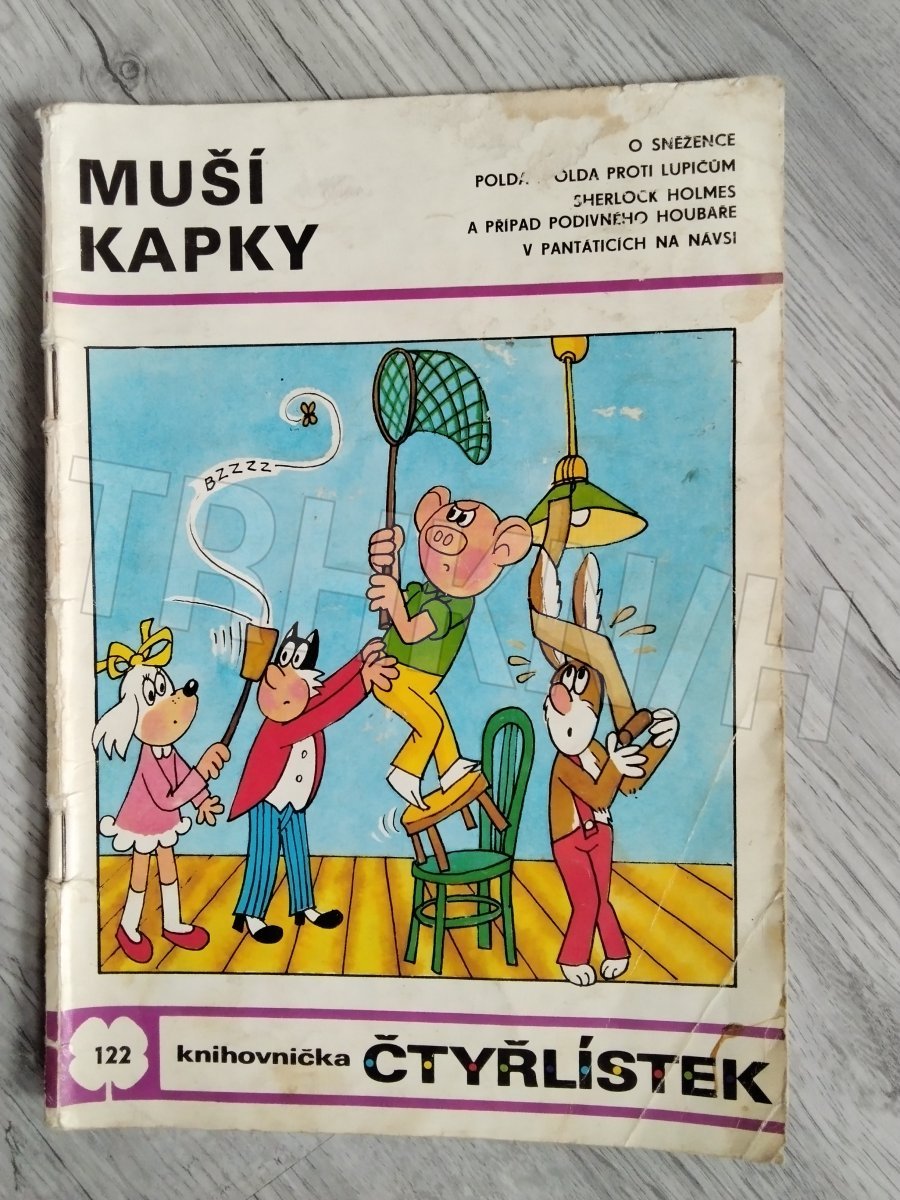 MUŠÍ
KAPKY
O SNĚŽENCE
POLDA OLDA PROTI LUPIČŮM
SHERLOCK HOLMES
A PŘÍPAD PODIVNÉHO HOUBAŘE
V PANTÁTICÍCH NA NÁVSI
BZZZZ
122
knihovnička ČTYŘLÍSTEK